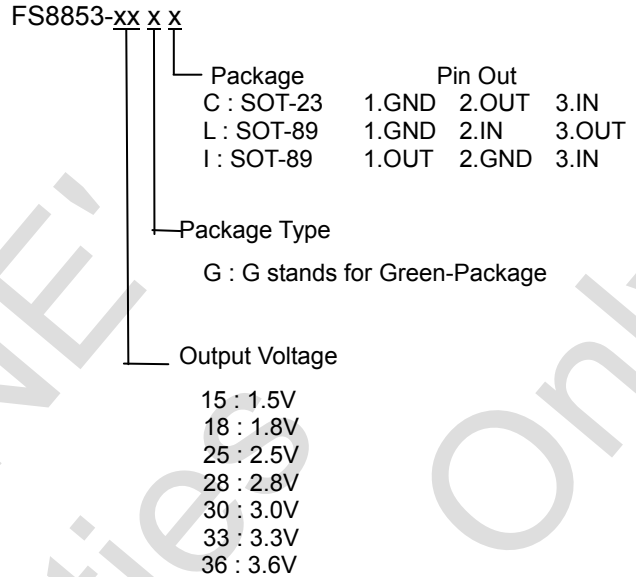 FS8853-xx x x
Package Pin Out
C : SOT-23 1.GND 2.OUT 3.IN
L : SOT-89 1.GND 2.IN 3.OUT
I : SOT-89 1.OUT 2.GND 3.IN
Package Type
G : G stands for Green-Package
Output Voltage
15 : 1.5V
18 : 1.8V
25 : 2.5V
28 : 2.8V
30 : 3.0V
33 : 3.3V
36 : 3.6V